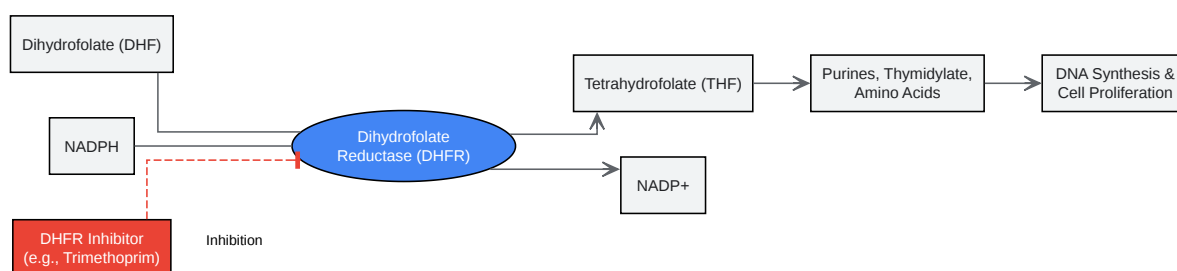 Dihydrofolate (DHF)
NADPH
DHFR Inhibitor
(e.g., Trimethoprim)
Inhibition
Dihydrofolate
Reductase (DHFR)
Tetrahydrofolate (THF)
NADP+
Purines, Thymidylate,
Amino Acids
DNA Synthesis &
Cell Proliferation